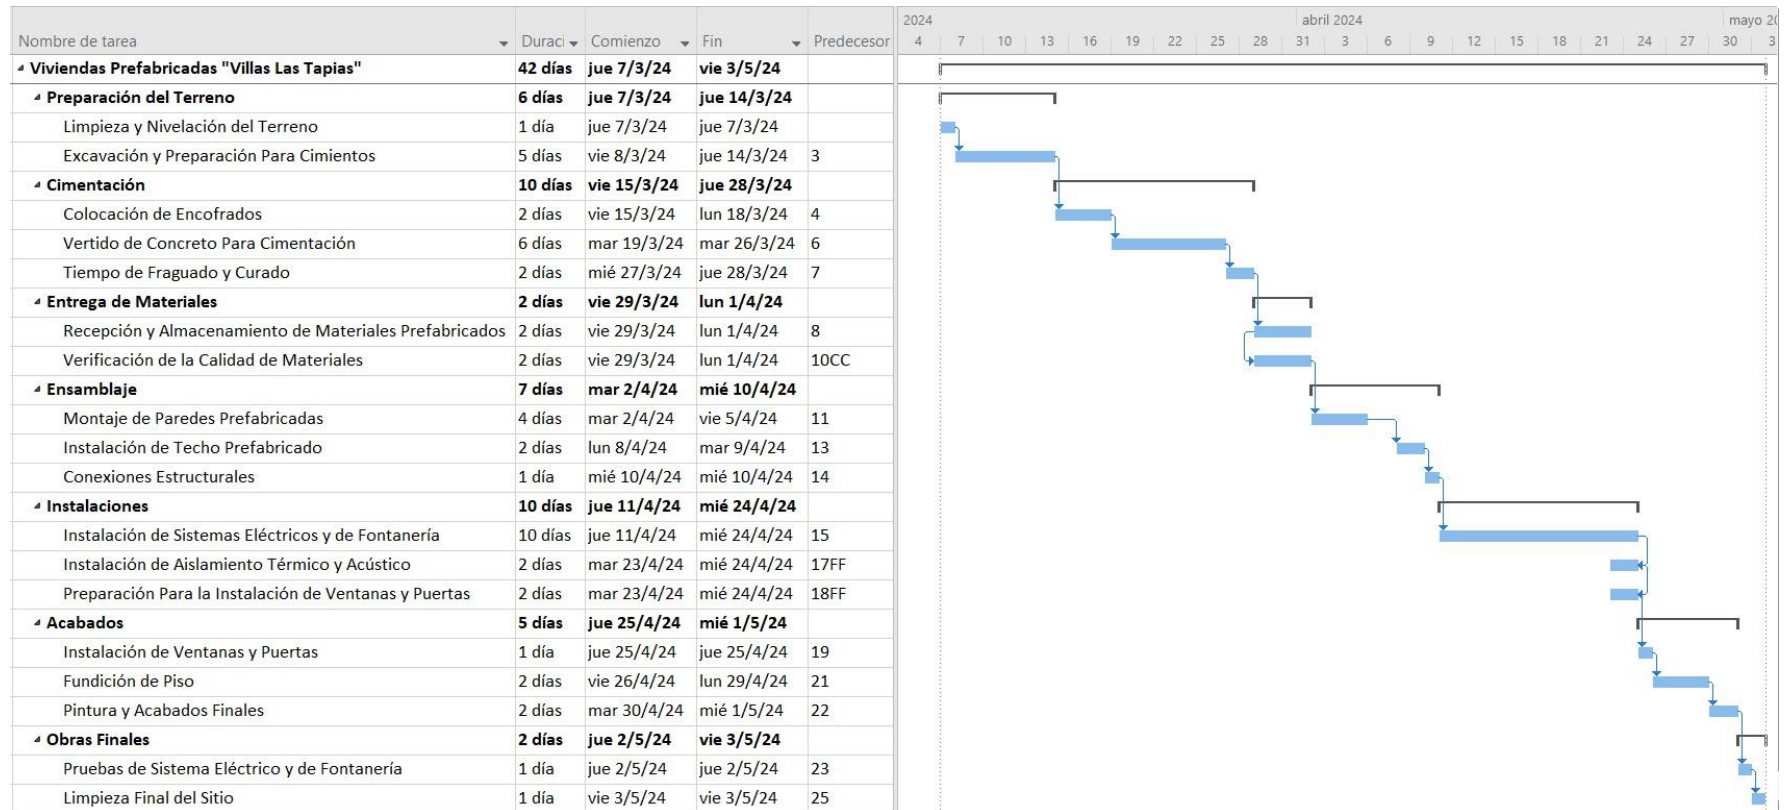 2024 abril 2024 mayo 20
Nombre de tarea Duraci Comienzo Fin Predecesor 4 7 10 13 16 19 22 25 28 31 3 6 9 12 15 18 21 24 27 30 3
Viviendas Prefabricadas "Villas Las Tapias" 42 días jue 7/3/24 vie 3/5/24
Preparación del Terreno 6 días jue 7/3/24 jue 14/3/24
Limpieza y Nivelación del Terreno 1 día jue 7/3/24 jue 7/3/24
Excavación y Preparación Para Cimientos 5 días vie 8/3/24 jue 14/3/24 3
Cimentación 10 días vie 15/3/24 jue 28/3/24
Colocación de Encofrados 2 días vie 15/3/24 lun 18/3/24 4
Vertido de Concreto Para Cimentación 6 días mar 19/3/24 mar 26/3/24 6
Tiempo de Fraguado y Curado 2 días mié 27/3/24 jue 28/3/24 7
Entrega de Materiales 2 días vie 29/3/24 lun 1/4/24
Recepción y Almacenamiento de Materiales Prefabricados 2 días vie 29/3/24 lun 1/4/24 8
Verificación de la Calidad de Materiales 2 días vie 29/3/24 lun 1/4/24 10CC
Ensamblaje 7 días mar 2/4/24 mié 10/4/24
Montaje de Paredes Prefabricadas 4 días mar 2/4/24 vie 5/4/24 11
Instalación de Techo Prefabricado 2 días lun 8/4/24 mar 9/4/24 13
Conexiones Estructurales 1 día mié 10/4/24 mié 10/4/24 14
Instalaciones 10 días jue 11/4/24 mié 24/4/24
Instalación de Sistemas Eléctricos y de Fontanería 10 días jue 11/4/24 mié 24/4/24 15
Instalación de Aislamiento Térmico y Acústico 2 días mar 23/4/24 mié 24/4/24 17FF
Preparación Para la Instalación de Ventanas y Puertas 2 días mar 23/4/24 mié 24/4/24 18FF
Acabados 5 días jue 25/4/24 mié 1/5/24
Instalación de Ventanas y Puertas 1 día jue 25/4/24 jue 25/4/24 19
Fundición de Piso 2 días vie 26/4/24 lun 29/4/24 21
Pintura y Acabados Finales 2 días mar 30/4/24 mié 1/5/24 22
Obras Finales 2 días jue 2/5/24 vie 3/5/24
Pruebas de Sistema Eléctrico y de Fontanería 1 día jue 2/5/24 jue 2/5/24 23
Limpieza Final del Sitio 1 día vie 3/5/24 vie 3/5/24 25